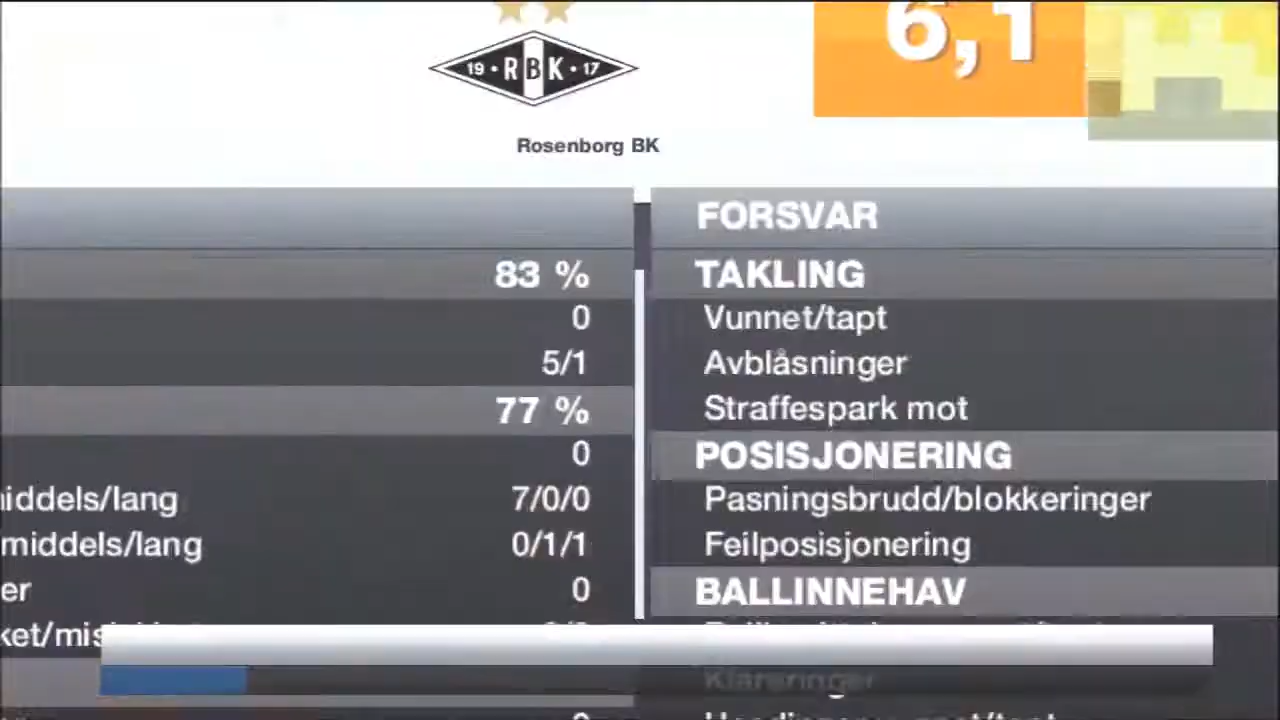 6,1
19 • RBK • 17
Rosenborg BK
FORSVAR
83 %
TAKLING
0
Vunnet/tapt
5/1
Avblåsninger
Straffespark mot
77 %
POSISJONERING
0
iddels/lang
7/0/0
Pasningsbrudd/blokkeringer
middels/lang
0/1/1
Feilposisjonering
er
0
BALLINNEHAV
Klareringer